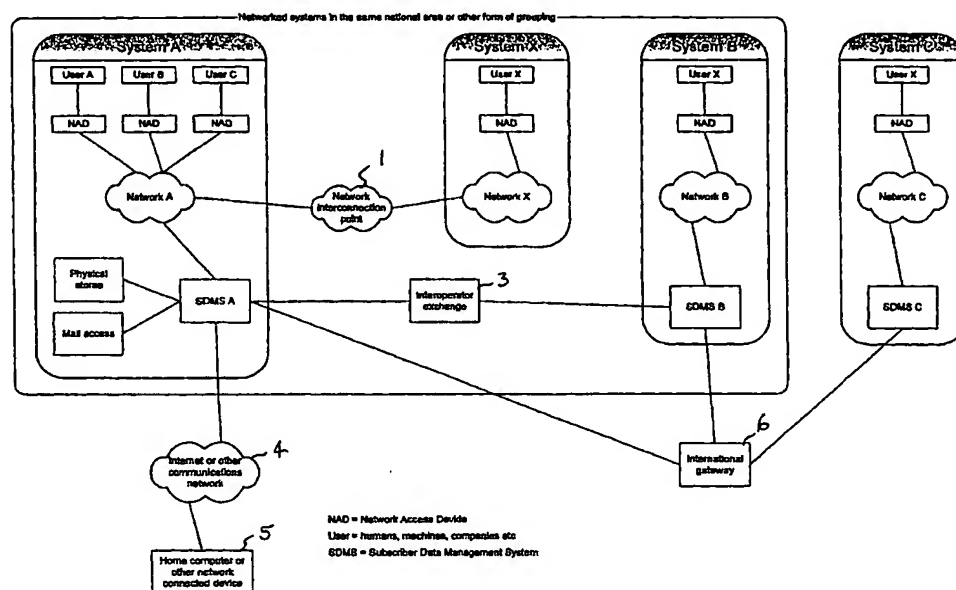 Networked systems in the same national area or other form of grouping
System A
System X
System B
System C
User A
User B
User C
User X
User X
User X
NAD
NAD
NAD
NAD
NAD
NAD
1
Network A
Network
interconnection
point
Network X
Network B
Network C
Physical
stores
Mail access
SDMS A
3
Interoperator
exchange
SDMS B
SDMS C
4
Internet or other
communications
network
6
International
gateway
5
Home computer or
other network
connected device
NAD = Network Access Device
User = humans, machines, companies etc
SDMS = Subscriber Data Management System